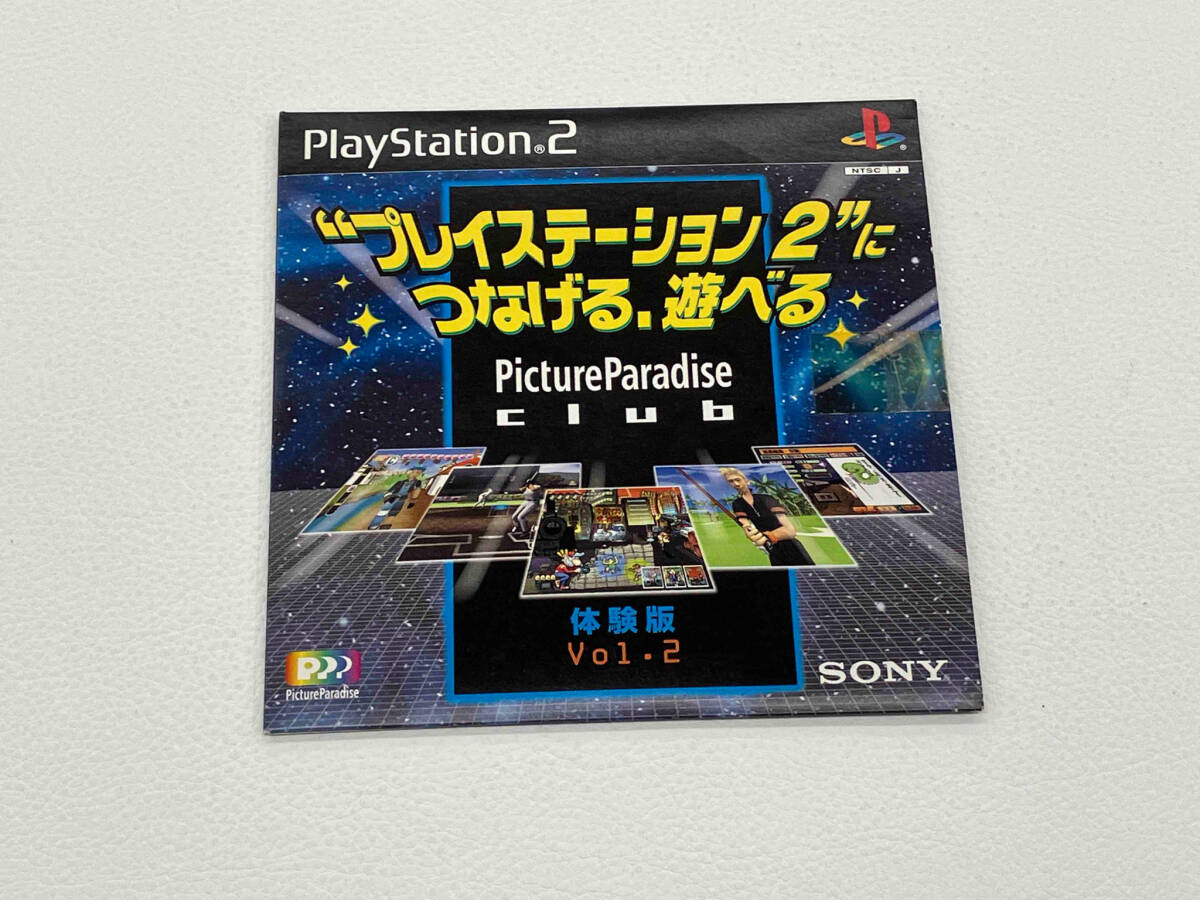 PlayStation®2
NTSC J
“プレイステーション 2”に
つなげる.遊べる
PictureParadise
club
体験版
Vol.2
PPP
PictureParadise
SONY